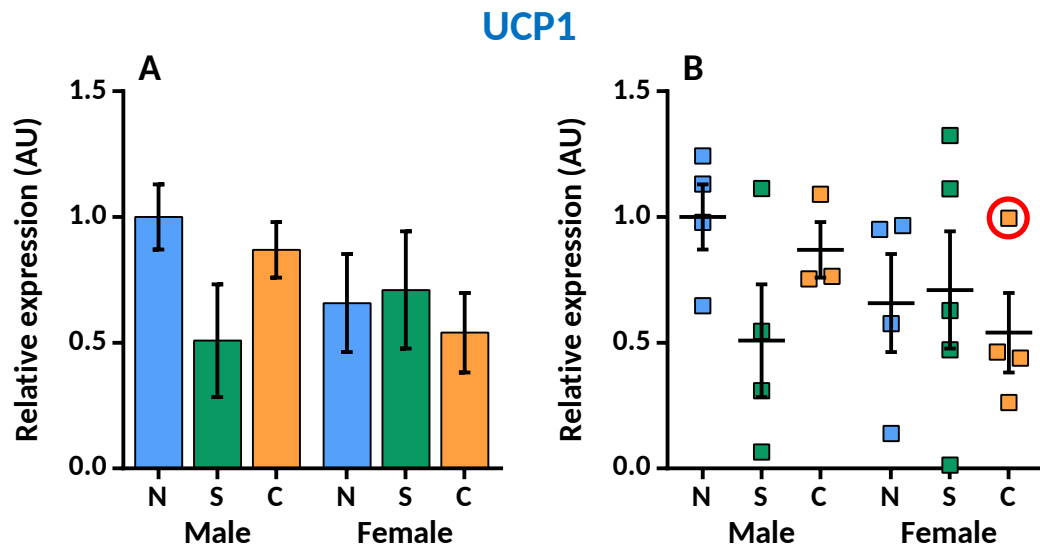 UCP1
A
Relative expression (AU)
1.5
1.0
0.5
0.0
N S C N S C
Male Female
B
Relative expression (AU)
1.5
1.0
0.5
0.0
N S C N S C
Male Female